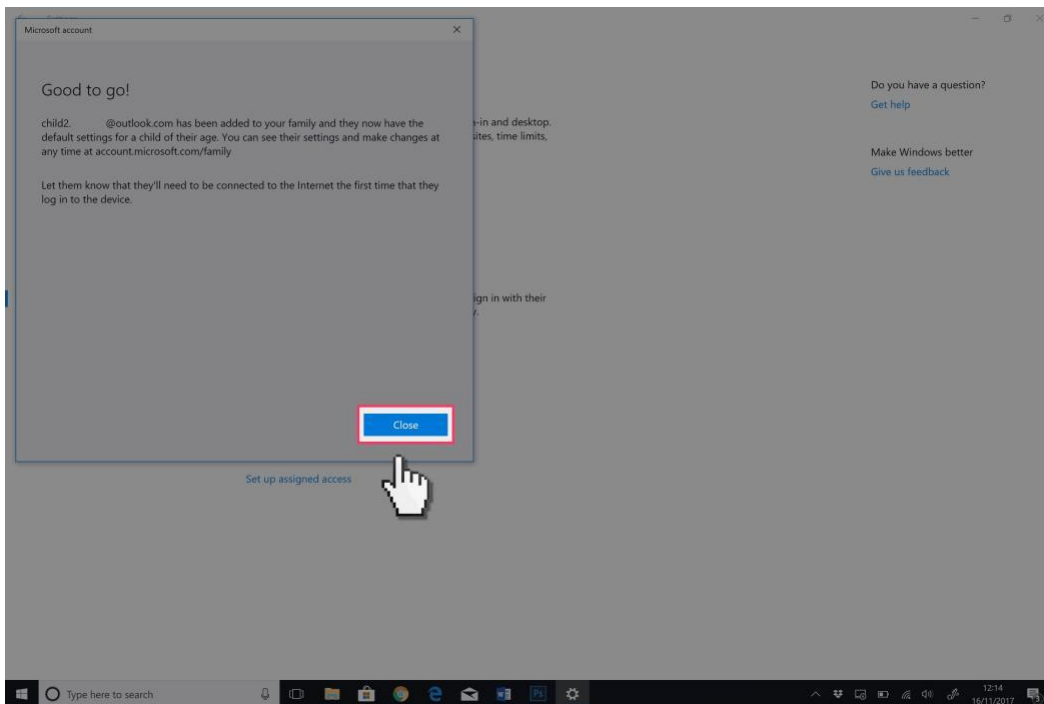 Microsoft account
Good to go!
child2. @outlook.com has been added to your family and they now have the
default settings for a child of their age. You can see their settings and make changes at
any time at account.microsoft.com/family
Let them know that they'll need to be connected to the Internet the first time that they
log in to the device.
Close
-in and desktop.
sites, time limits,
ign in with their
Set up assigned access
Do you have a question?
Get help
Make Windows better
Give us feedback
Type here to search
Ps
12:14
16/11/2017